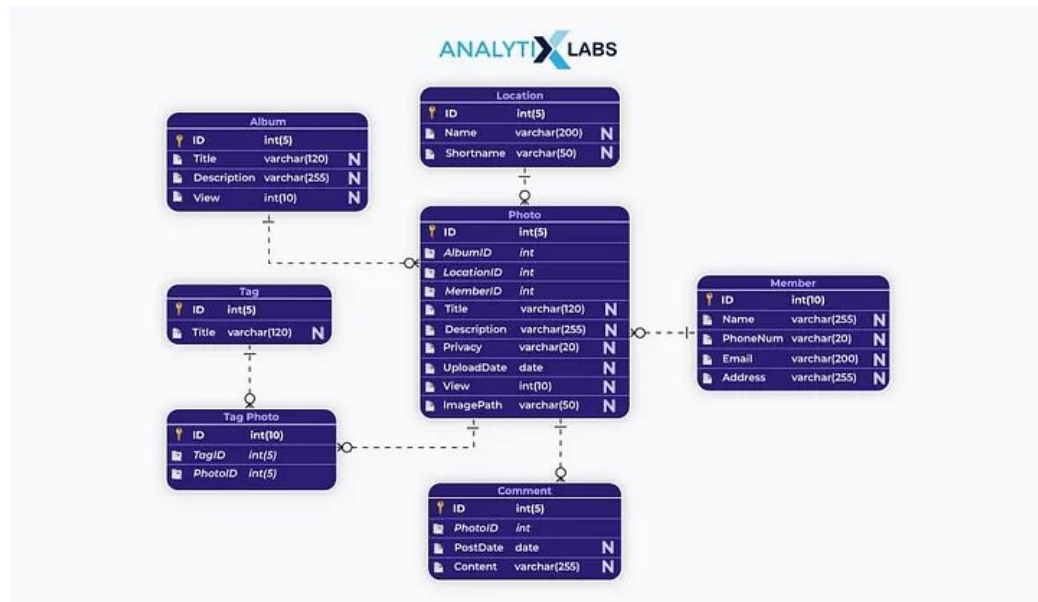 ANALYTIX LABS
Location
ID int(5)
Name varchar(200) N
Shortname varchar(50) N
Album
ID int(5)
Title varchar(120) N
Description varchar(255) N
View int(10) N
Photo
ID int(5)
AlbumID int
LocationID int
MemberID int
Title varchar(120) N
Description varchar(255) N
Privacy varchar(20) N
UploadDate date N
View int(10) N
ImagePath varchar(50) N
Member
ID int(10)
Name varchar(255) N
PhoneNum varchar(20) N
Email varchar(200) N
Address varchar(255) N
Tag
ID int(5)
Title varchar(120) N
Tag Photo
ID int(10)
TagID int(5)
PhotoID int(5)
Comment
ID int(5)
PhotoID int
PostDate date N
Content varchar(255) N